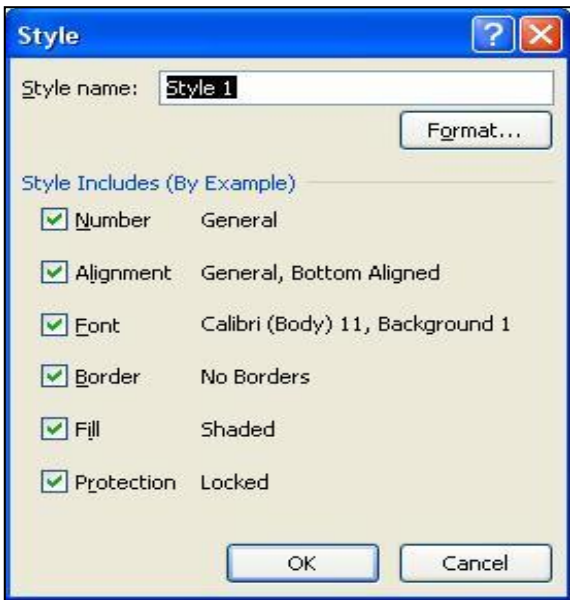 Style
Style name: Style 1
Format...
Style Includes (By Example)
Number General
Alignment General, Bottom Aligned
Font Calibri (Body) 11, Background 1
Border No Borders
Fill Shaded
Protection Locked
OK Cancel